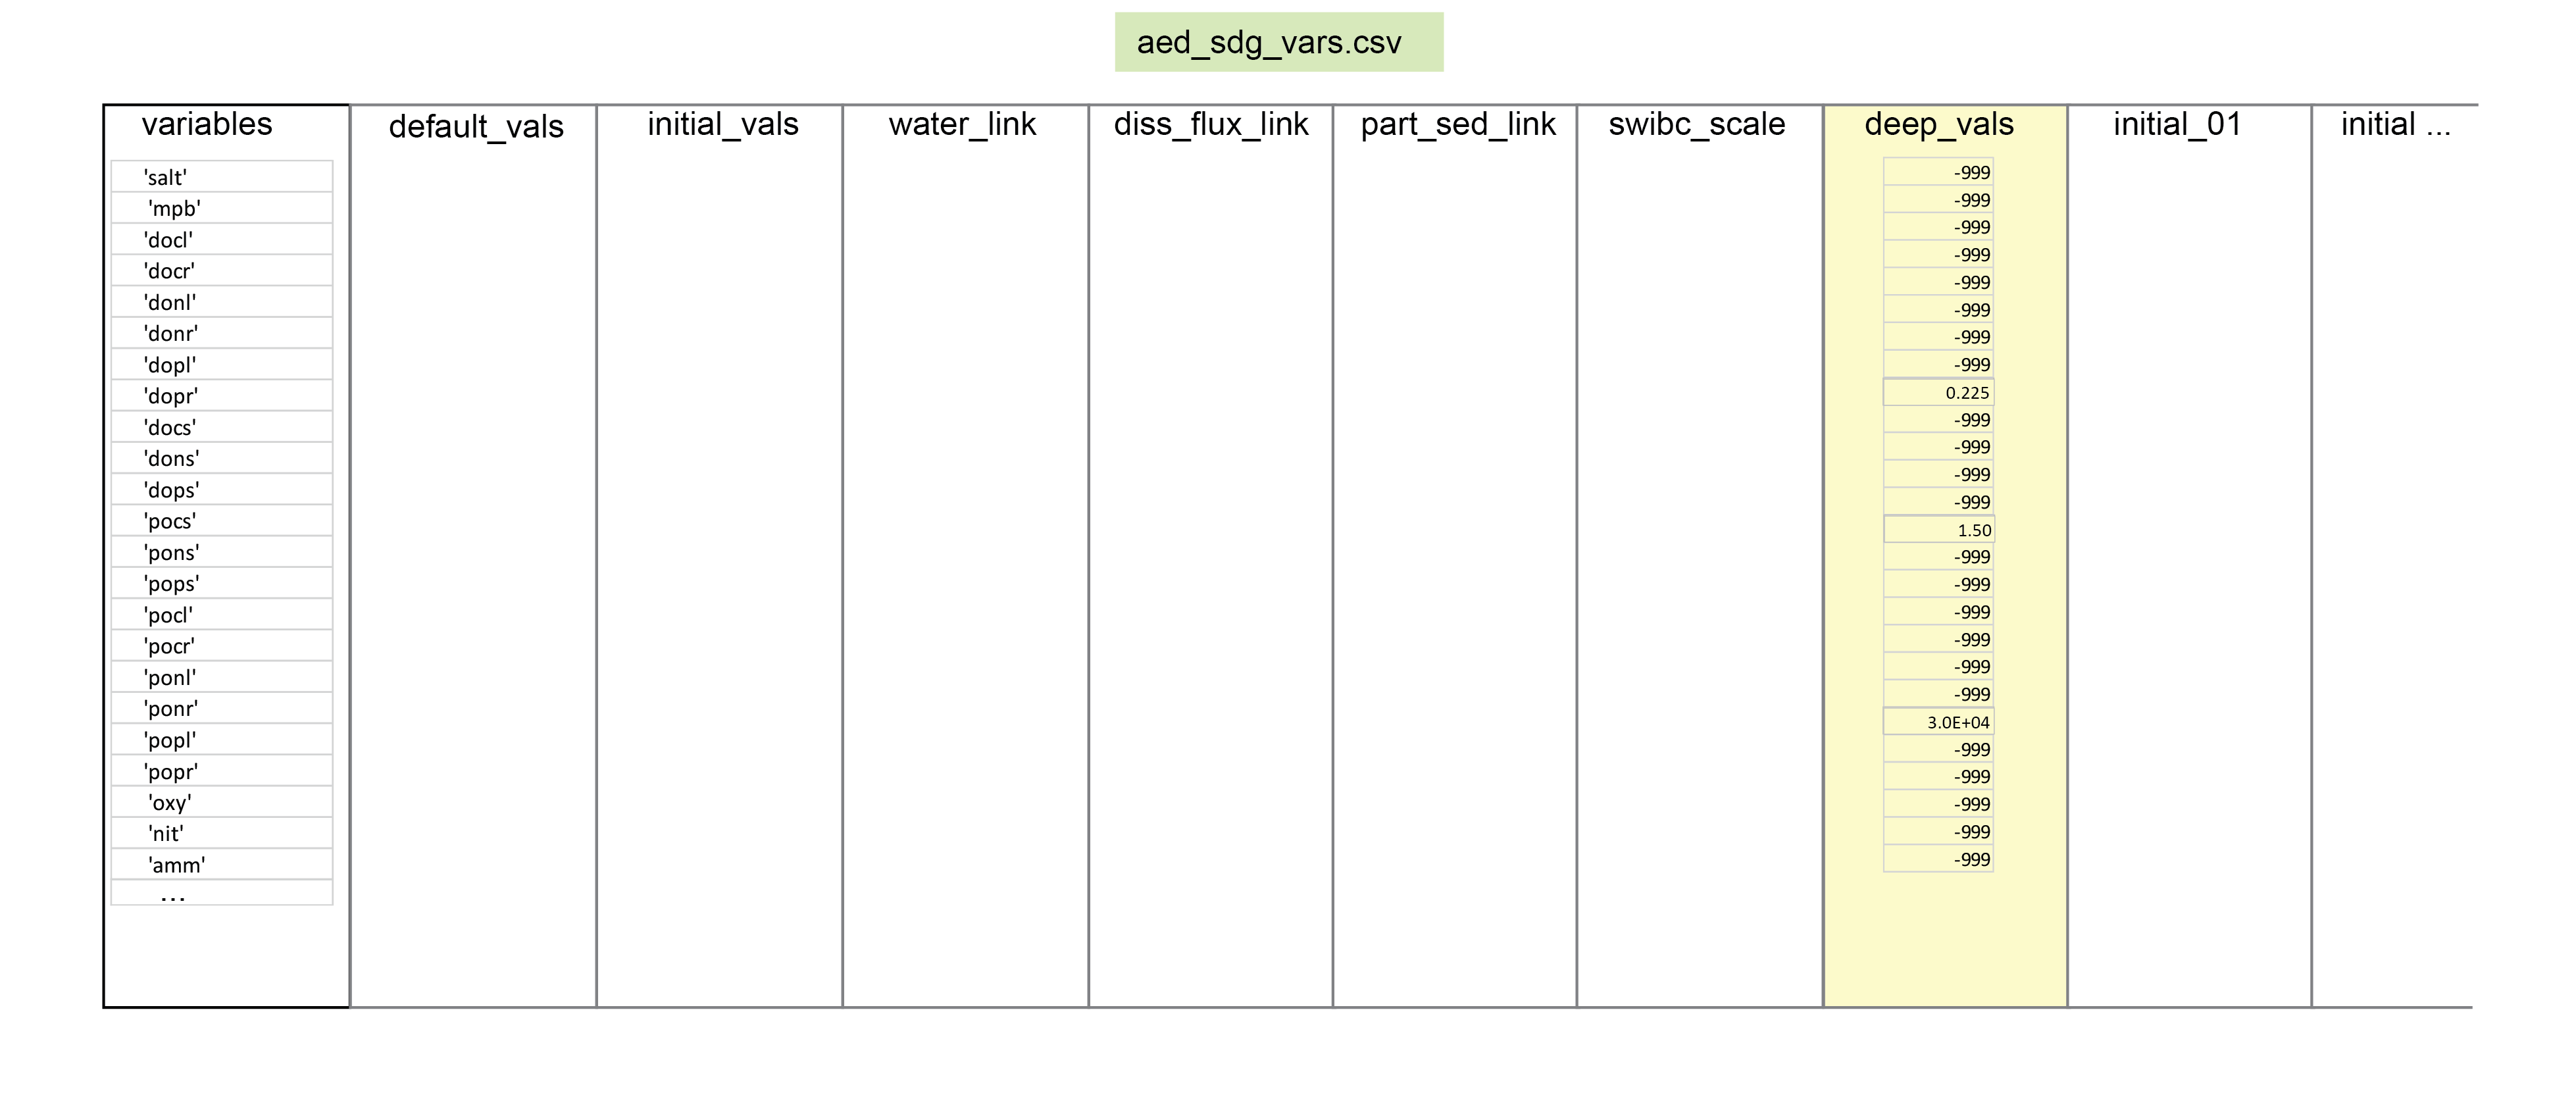 aed_sdg_vars.csv
variables default_vals initial_vals water_link diss_flux_link part_sed_link swibc_scale deep_vals initial_01 initial ...
'salt'
'mpb'
'docl'
'docr'
'donl'
'donr'
'dopl'
'dopr'
'docs'
'dons'
'dops'
'pocs'
'pons'
'pops'
'pocl'
'pocr'
'ponl'
'ponr'
'popl'
'popr'
'oxy'
'nit'
'amm'
...
-999
-999
-999
-999
-999
-999
-999
-999
0.225
-999
-999
-999
-999
1.50
-999
-999
-999
-999
-999
-999
3.0E+04
-999
-999
-999
-999
-999